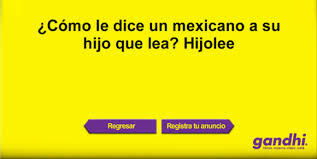 ¿Cómo le dice un mexicano a su
hijo que lea? Hijolee
Regresar
Registra tu anuncio
gandhi.